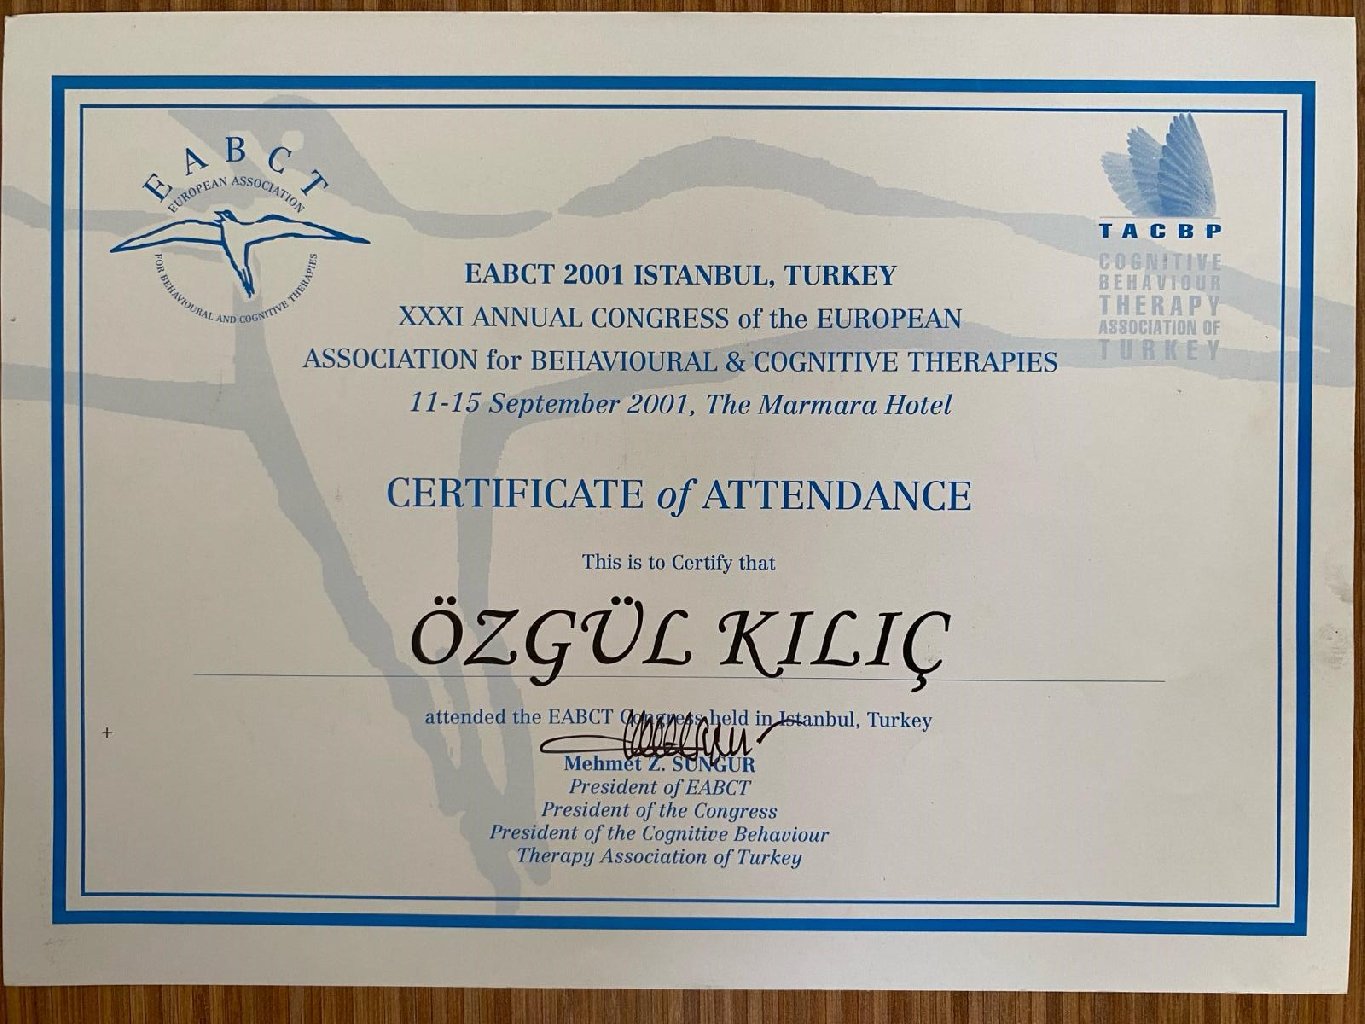 EABCT
EUROPEAN ASSOCIATION
FOR BEHAVIOURAL AND COGNITIVE THERAPIES
TACBP
COGNITIVE
BEHAVIOUR
THERAPY
ASSOCIATION OF
TURKEY
EABCT 2001 ISTANBUL, TURKEY
XXXI ANNUAL CONGRESS of the EUROPEAN
ASSOCIATION for BEHAVIOURAL & COGNITIVE THERAPIES
11-15 September 2001, The Marmara Hotel
CERTIFICATE of ATTENDANCE
This is to Certify that
ÖZGÜL KILIÇ
attended the EABCT Congress held in Istanbul, Turkey
Mehmet Z. SUNGUR
President of EABCT
President of the Congress
President of the Cognitive Behaviour
Therapy Association of Turkey